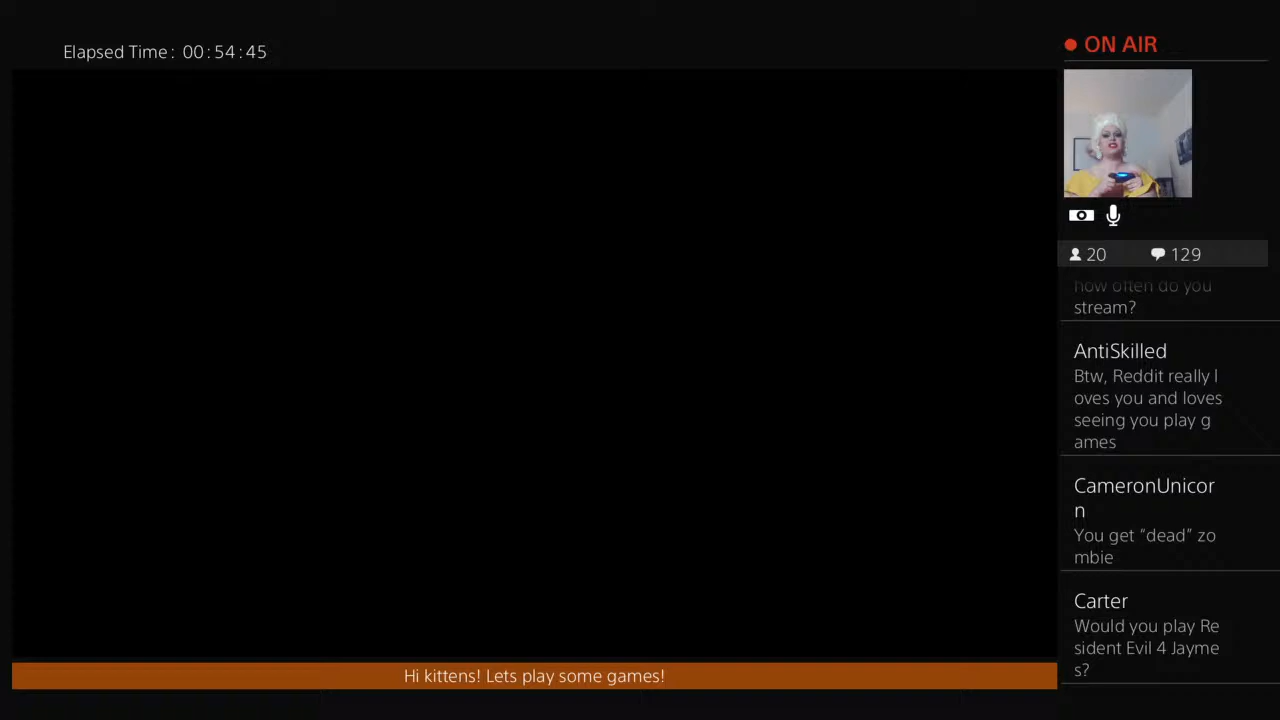 Elapsed Time: 00:54:45
ON AIR
20 129
how often do you
stream?
AntiSkilled
Btw, Reddit really l
oves you and loves
seeing you play g
ames
CameronUnicor
n
You get “dead” zo
mbie
Carter
Would you play Re
sident Evil 4 Jayme
s?
Hi kittens! Lets play some games!